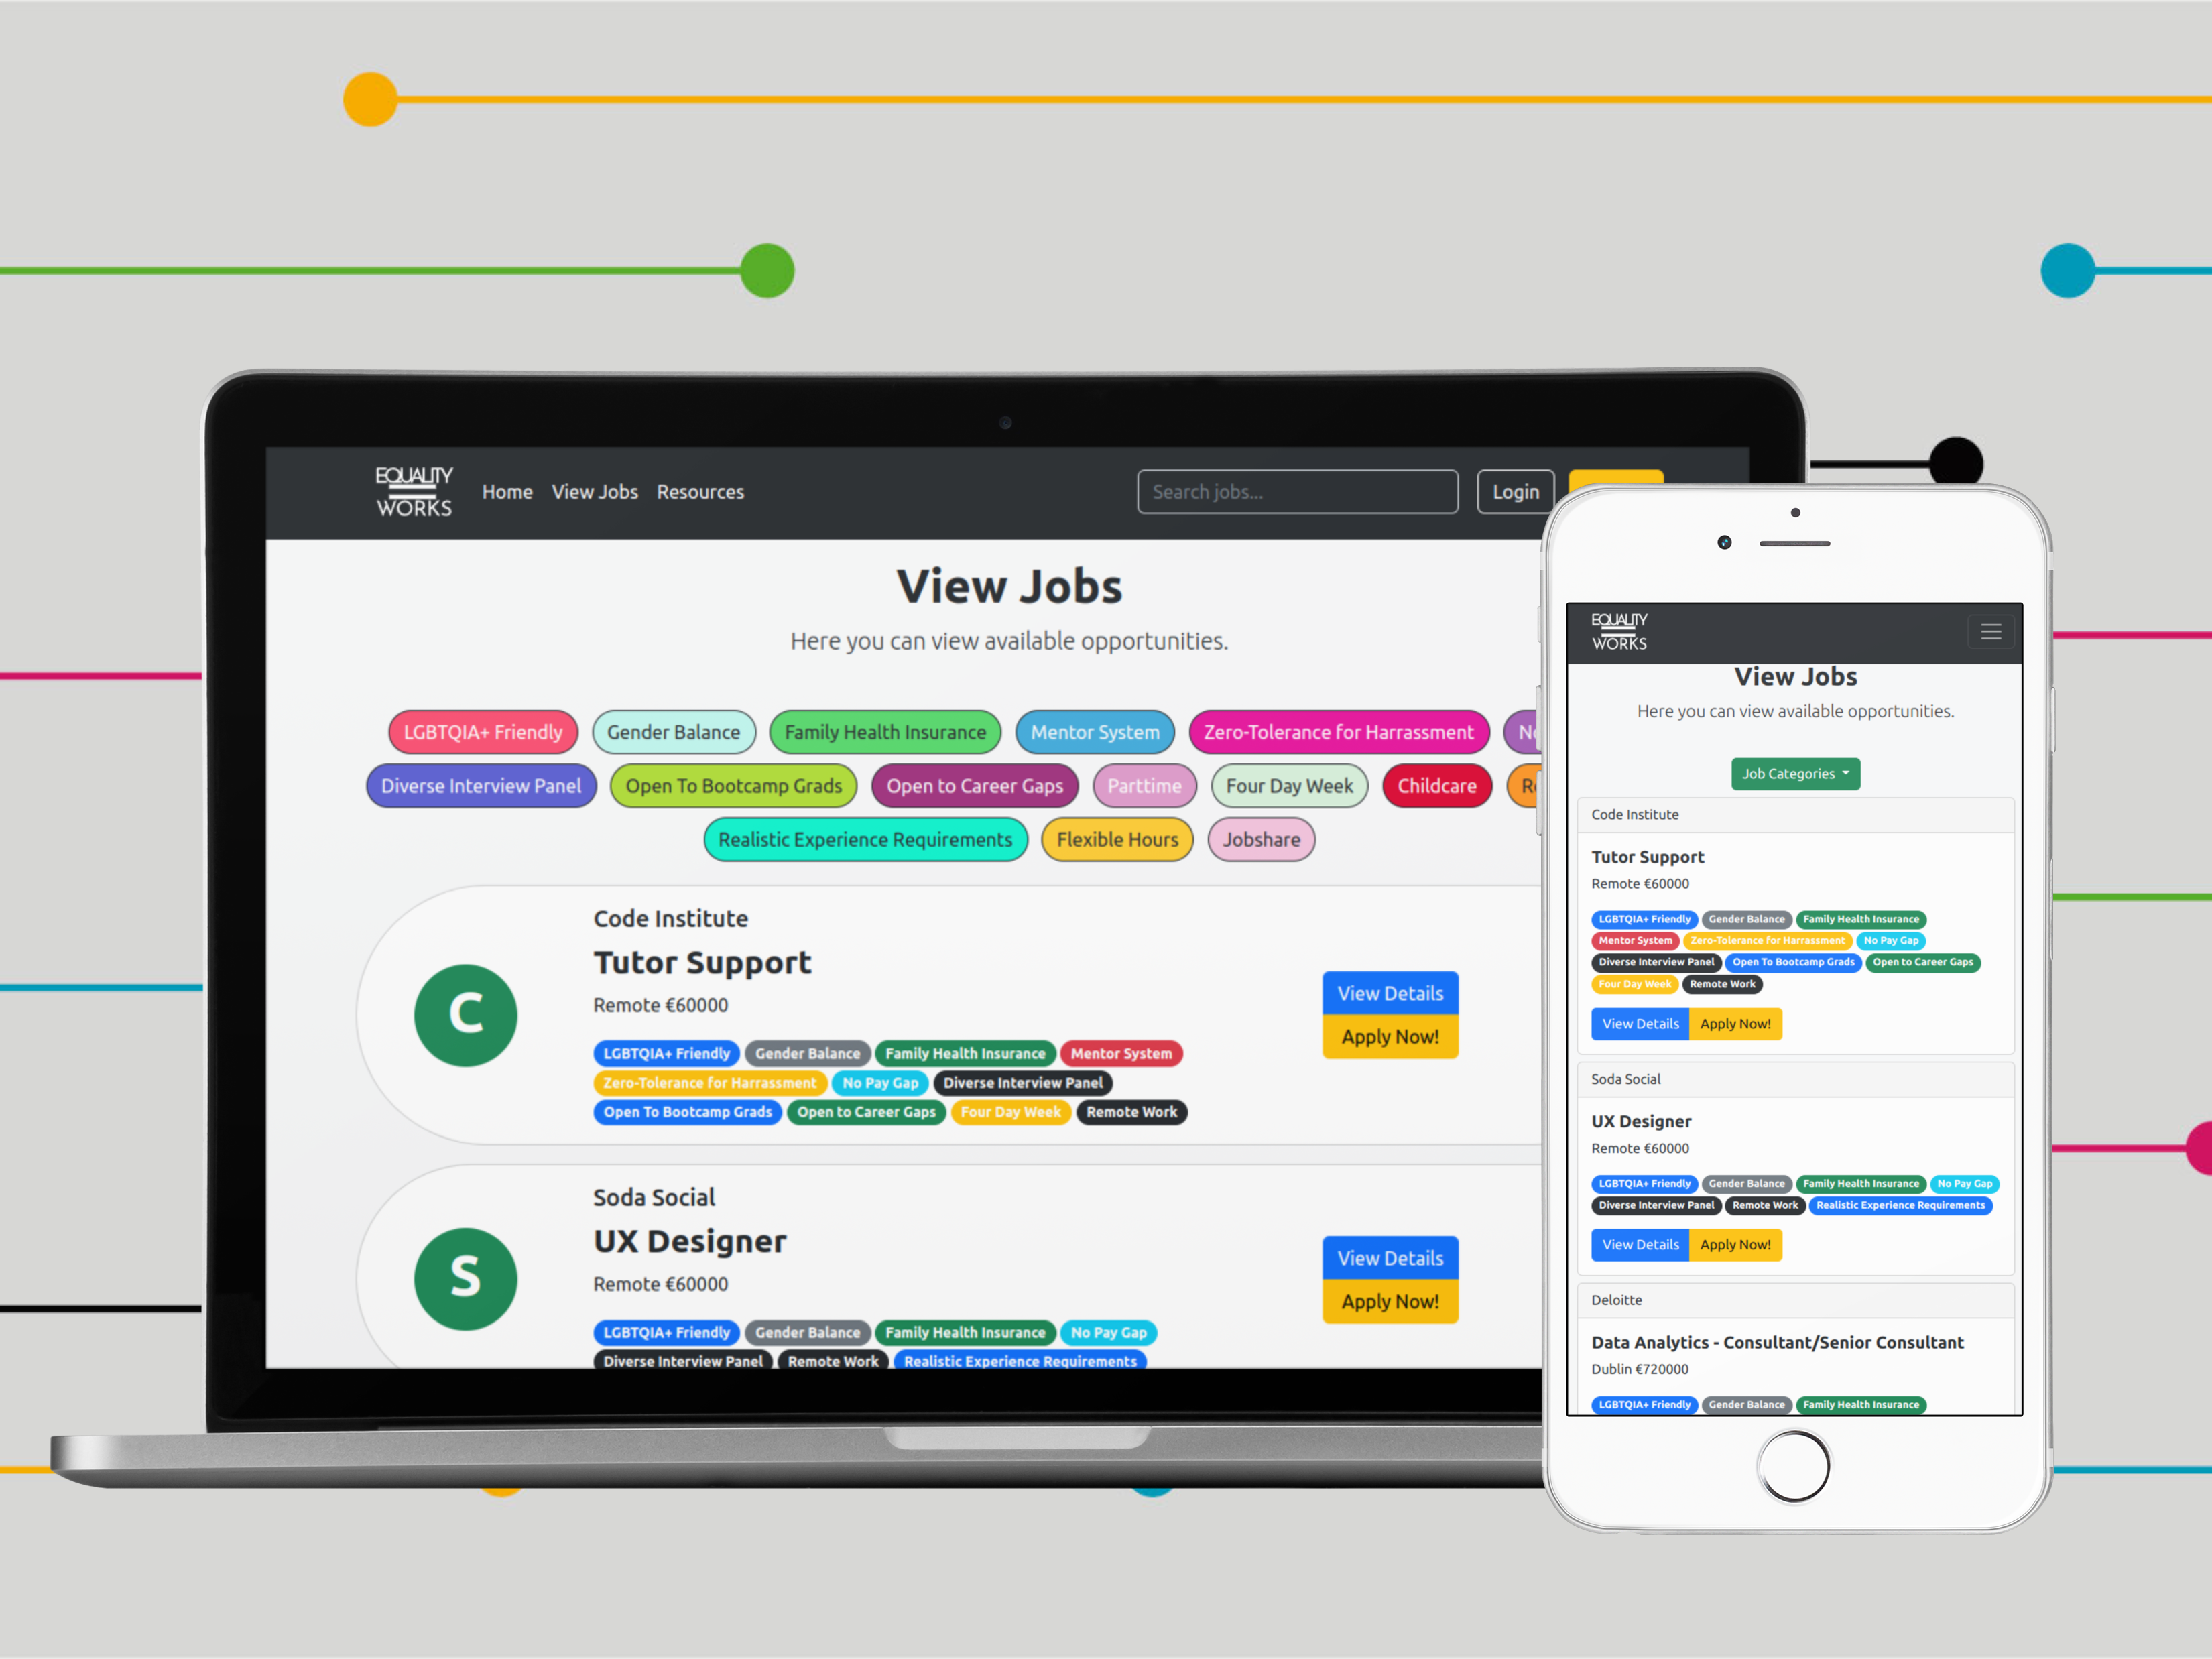 EQUALITY
WORKS
Home View Jobs Resources
Search jobs...
Login
View Jobs
Here you can view available opportunities.
LGBTQIA+ Friendly Gender Balance Family Health Insurance Mentor System Zero-Tolerance for Harrassment
Diverse Interview Panel Open To Bootcamp Grads Open to Career Gaps Parttime Four Day Week Childcare
Realistic Experience Requirements Flexible Hours Jobshare
C
Code Institute
Tutor Support
Remote €60000
LGBTQIA+ Friendly Gender Balance Family Health Insurance Mentor System
Zero-Tolerance for Harrassment No Pay Gap Diverse Interview Panel
Open To Bootcamp Grads Open to Career Gaps Four Day Week Remote Work
View Details
Apply Now!
S
Soda Social
UX Designer
Remote €60000
LGBTQIA+ Friendly Gender Balance Family Health Insurance No Pay Gap
Diverse Interview Panel Remote Work Realistic Experience Requirements
View Details
Apply Now!
EQUALITY
WORKS
View Jobs
Here you can view available opportunities.
Job Categories
Code Institute
Tutor Support
Remote €60000
LGBTQIA+ Friendly Gender Balance Family Health Insurance
Mentor System Zero-Tolerance for Harrassment No Pay Gap
Diverse Interview Panel Open To Bootcamp Grads Open to Career Gaps
Four Day Week Remote Work
View Details Apply Now!
Soda Social
UX Designer
Remote €60000
LGBTQIA+ Friendly Gender Balance Family Health Insurance No Pay Gap
Diverse Interview Panel Remote Work Realistic Experience Requirements
View Details Apply Now!
Deloitte
Data Analytics - Consultant/Senior Consultant
Dublin €720000
LGBTQIA+ Friendly Gender Balance Family Health Insurance